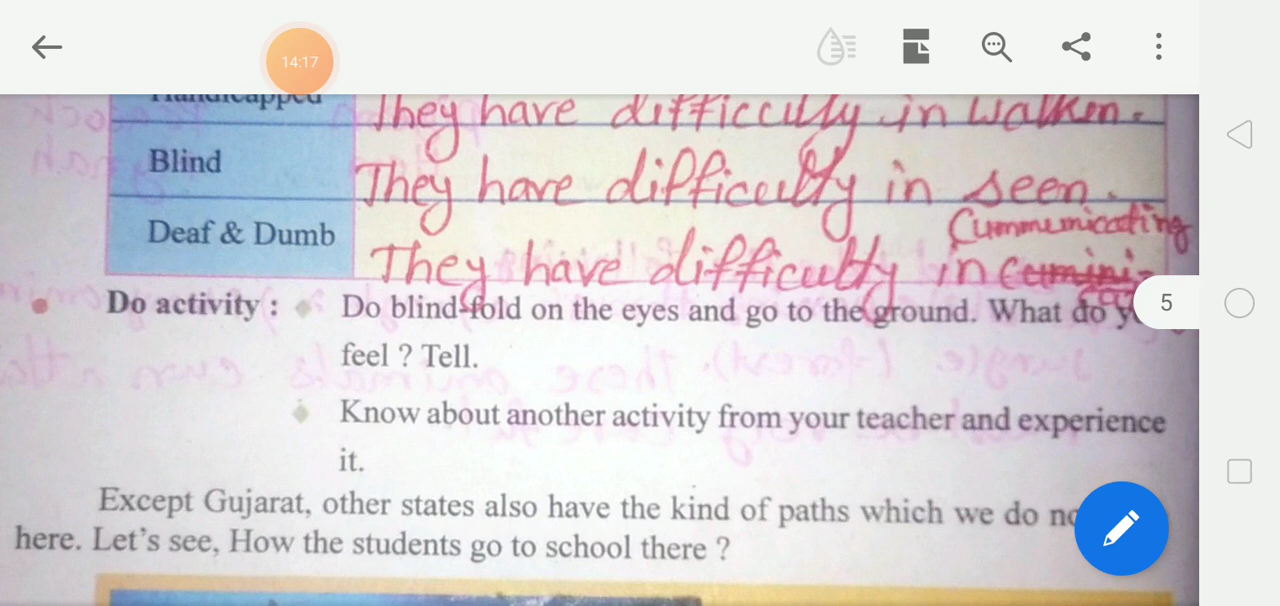 14:17
Handicapped They have difficulty in walken.
Blind They have difficulty in seen.
Cummunicating
Deaf & Dumb They have difficulty in
5
Do activity : Do blind-fold on the eyes and go to the ground. What do
feel ? Tell.
Know about another activity from your teacher and experience
it.
Except Gujarat, other states also have the kind of paths which we do
here. Let's see, How the students go to school there ?